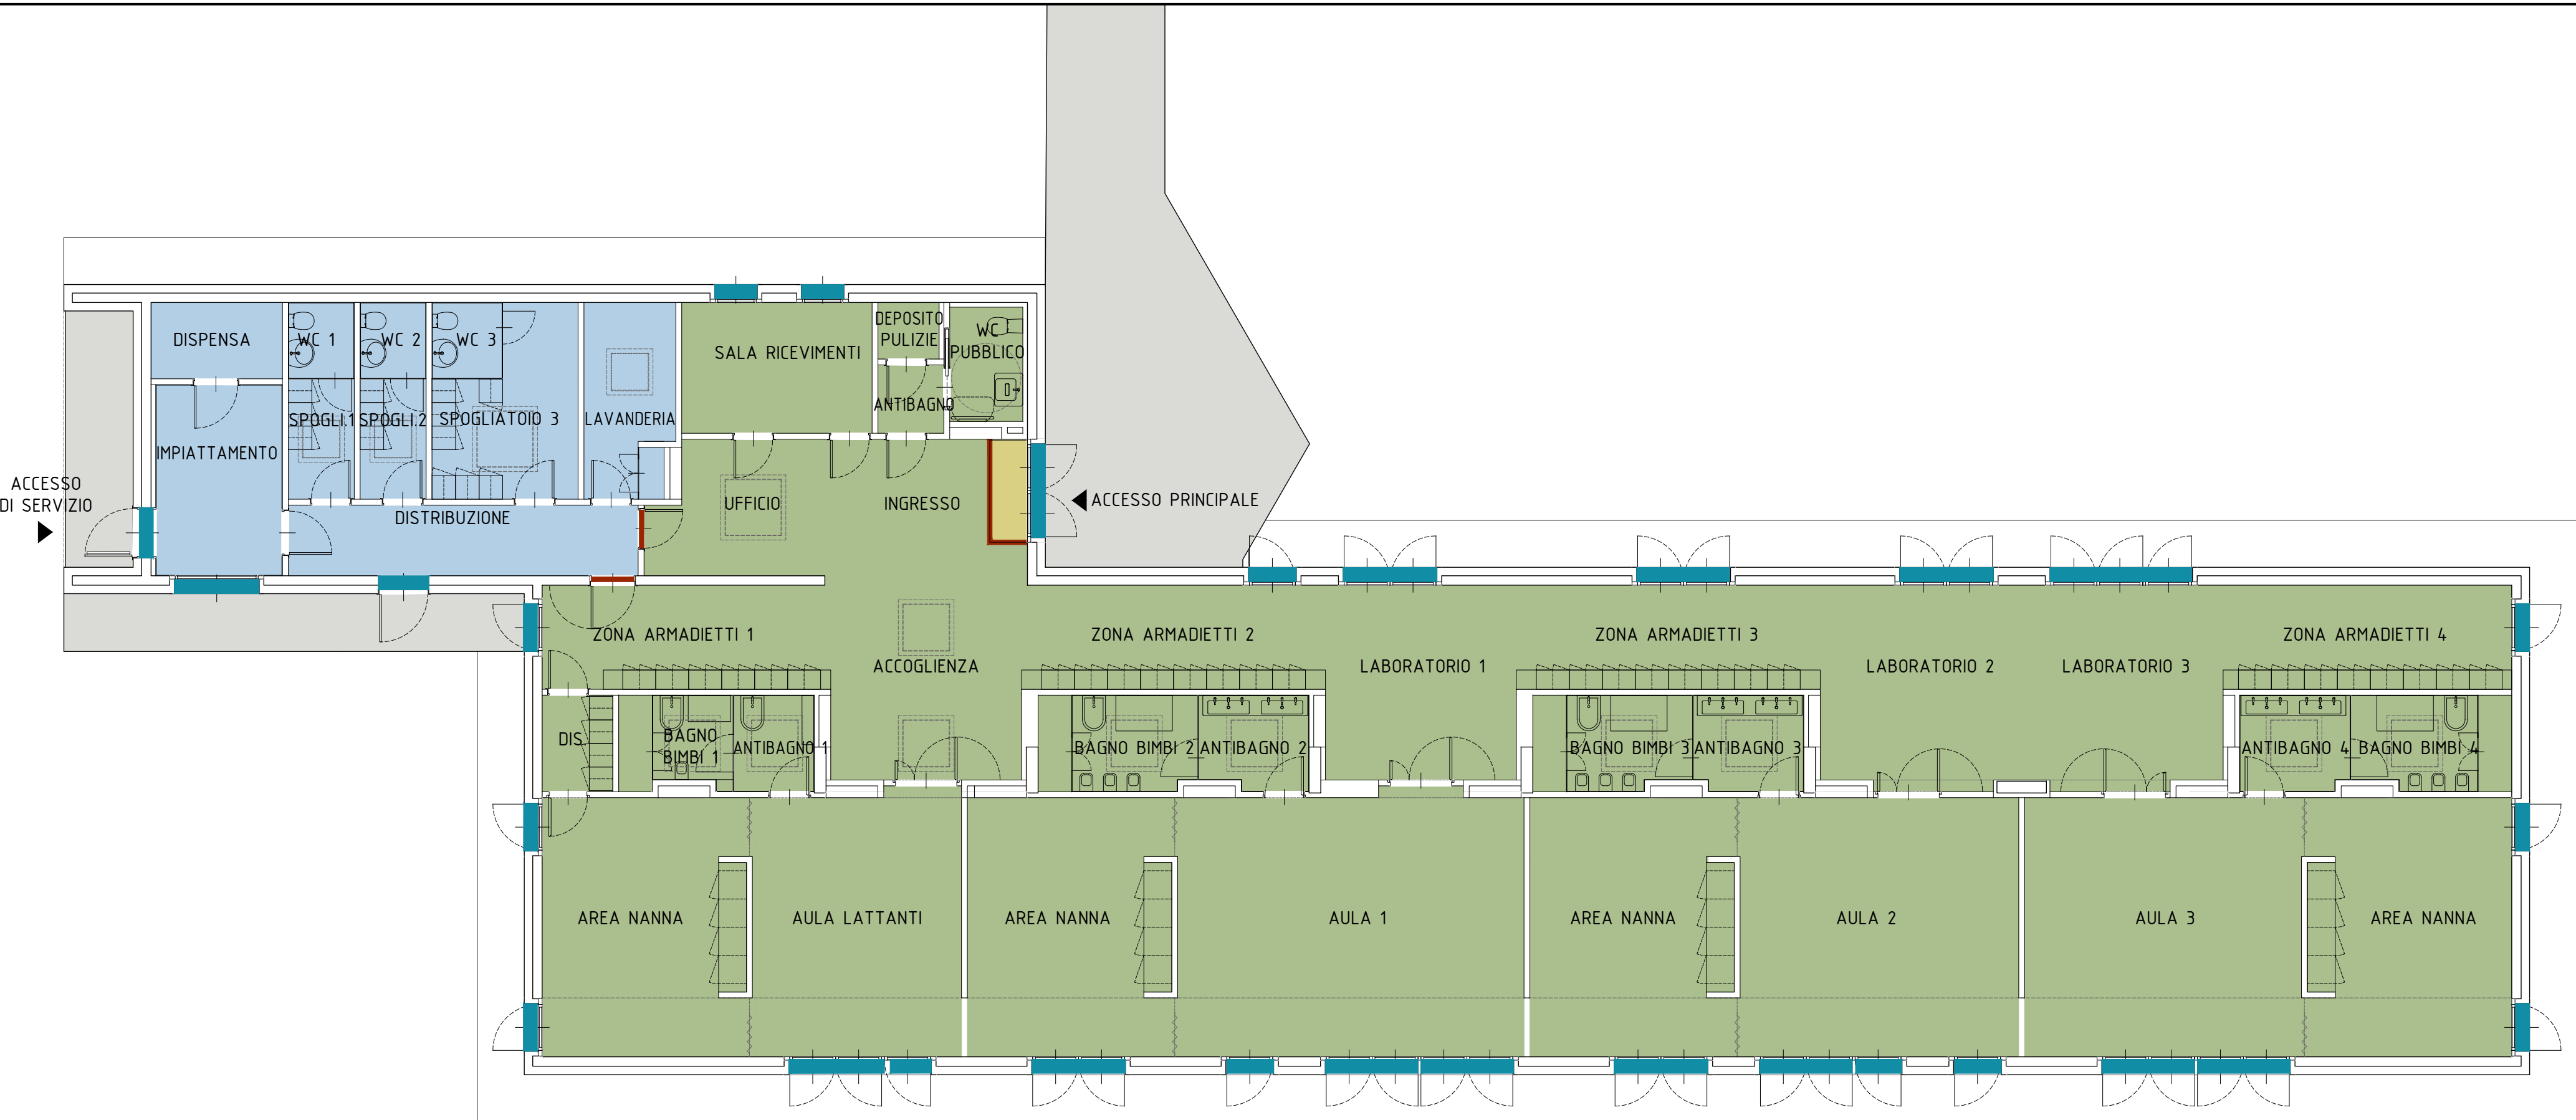 DISPENSA
WC 1
WC 2
WC 3
SALA RICEVIMENTI
DEPOSITO
PULIZIE
WC
PUBBLICO
ANTIBAGNO
SPOGLI.1
SPOGLI.2
SPOGLIATOIO 3
LAVANDERIA
IMPIATTAMENTO
ACCESSO
DI SERVIZIO
DISTRIBUZIONE
UFFICIO
INGRESSO
ACCESSO PRINCIPALE
ZONA ARMADIETTI 1
ZONA ARMADIETTI 2
ZONA ARMADIETTI 3
ZONA ARMADIETTI 4
ACCOGLIENZA
LABORATORIO 1
LABORATORIO 2
LABORATORIO 3
DIS.
BAGNO
BIMBI 1
ANTIBAGNO 1
BAGNO BIMBI 2
ANTIBAGNO 2
BAGNO BIMBI 3
ANTIBAGNO 3
ANTIBAGNO 4
BAGNO BIMBI 4
AREA NANNA
AULA LATTANTI
AREA NANNA
AULA 1
AREA NANNA
AULA 2
AULA 3
AREA NANNA